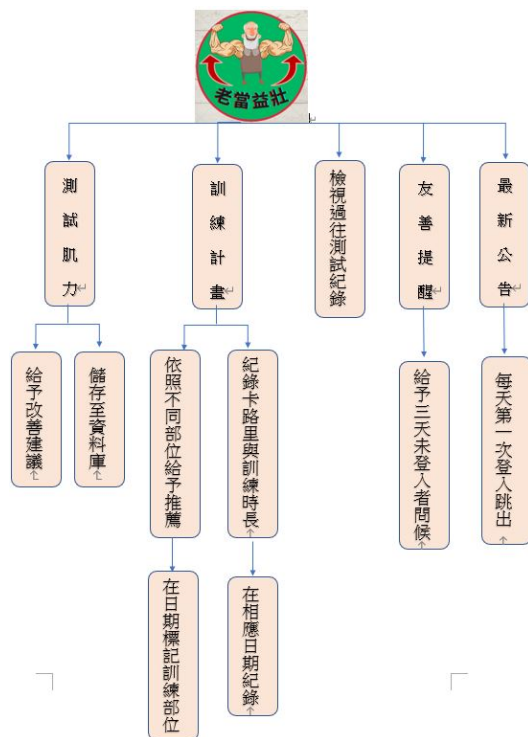 老當益壯
測試肌力
訓練計畫
檢視過往測試紀錄
友善提醒
最新公告
給予改善建議
儲存至資料庫
依照不同部位給予推薦
紀錄卡路里與訓練時長
給予三天未登入者問候
每天第一次登入跳出
在日期標記訓練部位
在相應日期紀錄